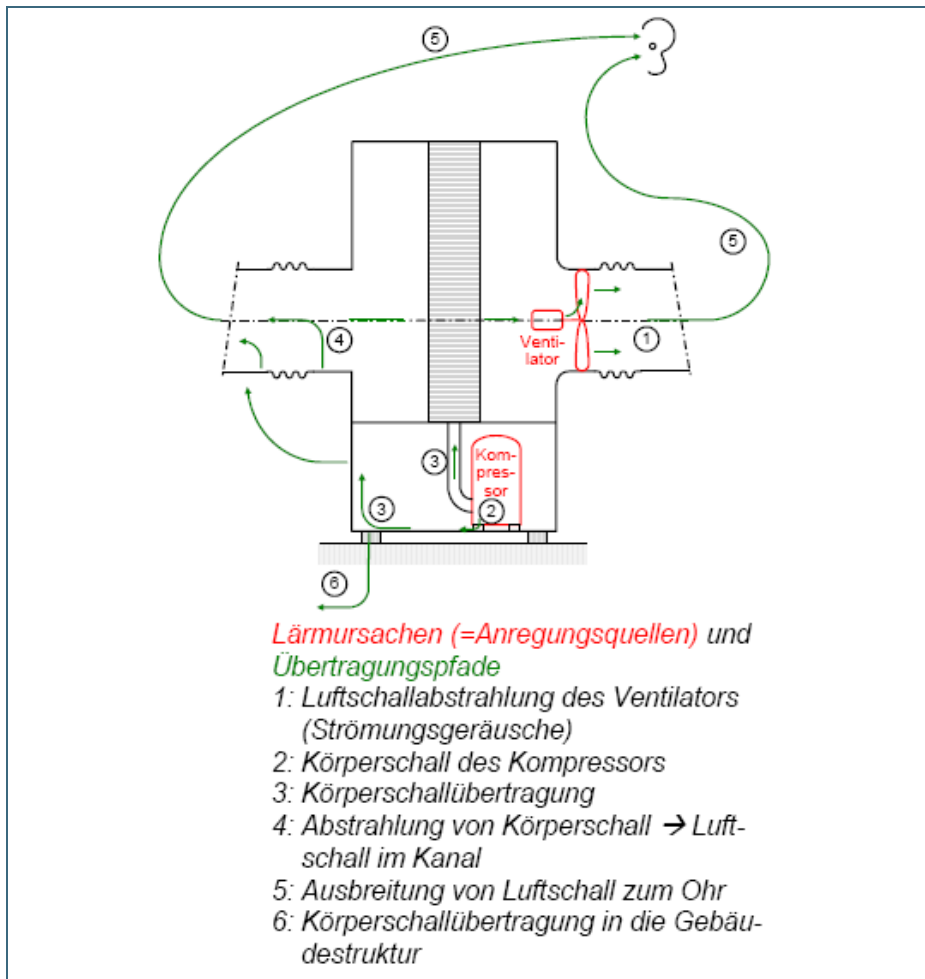 5
5
4
Venti-
lator
1
3
Kom-
pres-
sor
3
2
6
Lärmursachen (=Anregungsquellen) und
Übertragungspfade
1: Luftschallabstrahlung des Ventilators
(Strömungsgeräusche)
2: Körperschall des Kompressors
3: Körperschallübertragung
4: Abstrahlung von Körperschall → Luft-
schall im Kanal
5: Ausbreitung von Luftschall zum Ohr
6: Körperschallübertragung in die Gebäu-
destruktur